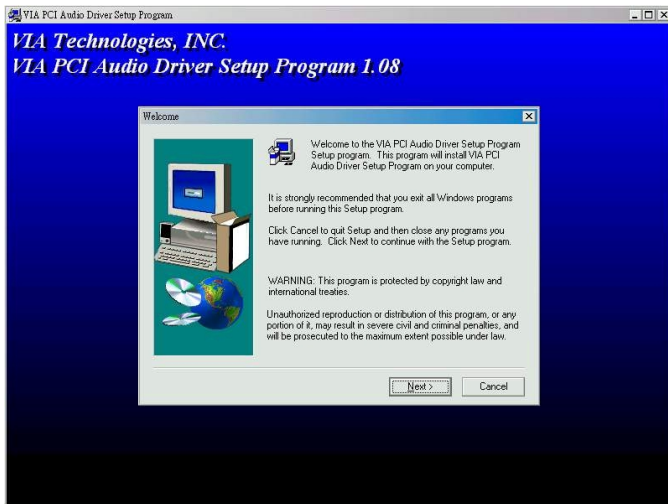 VIA PCI Audio Driver Setup Program
VIA Technologies, INC.
VIA PCI Audio Driver Setup Program 1.08
Welcome
Welcome to the VIA PCI Audio Driver Setup Program
Setup program. This program will install VIA PCI
Audio Driver Setup Program on your computer.
It is strongly recommended that you exit all Windows programs
before running this Setup program.
Click Cancel to quit Setup and then close any programs you
have running. Click Next to continue with the Setup program.
WARNING: This program is protected by copyright law and
international treaties.
Unauthorized reproduction or distribution of this program, or any
portion of it, may result in severe civil and criminal penalties, and
will be prosecuted to the maximum extent possible under law.
Next >
Cancel